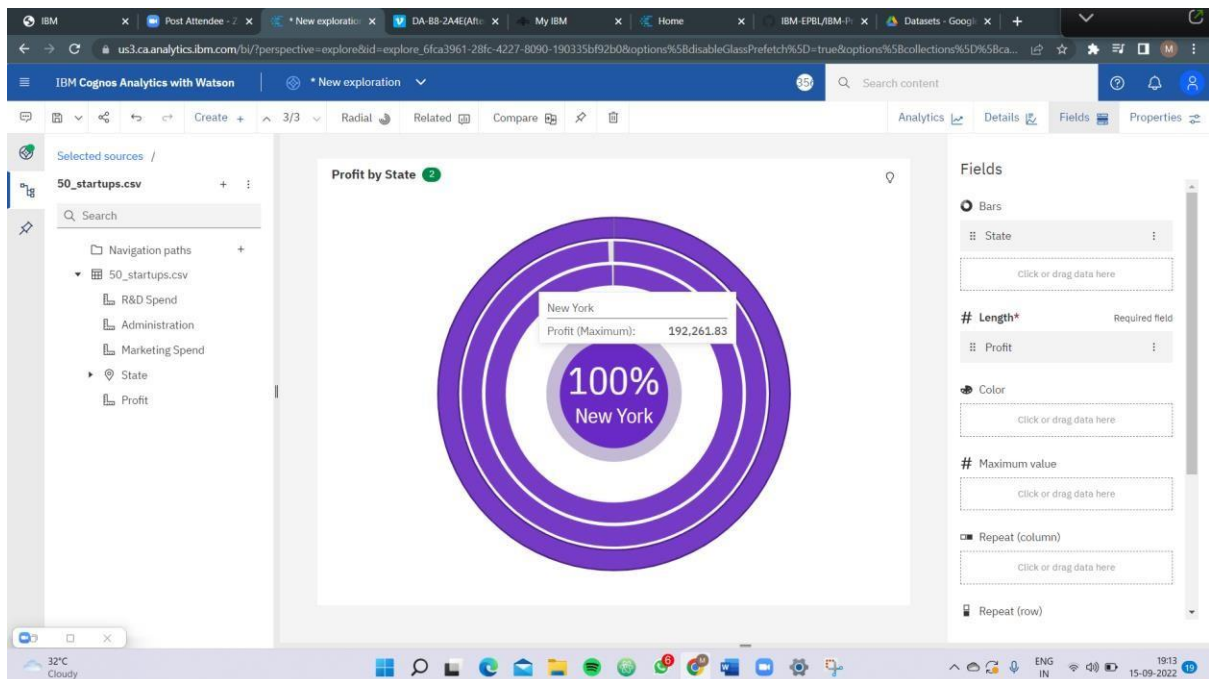 IBM
Post Attendee - Z
* New exploration
DA-B8-2A4E(Afte
My IBM
Home
IBM-EPBL/IBM-Pr
Datasets - Googl
us3.ca.analytics.ibm.com/bi/?perspective=explore&id=explore_6fca3961-28fc-4227-8090-190335bf92b0&options%5BdisableGlassPrefetch%5D=true&options%5Bcollections%5D%5Bca...
M
IBM Cognos Analytics with Watson
* New exploration
Search content
Create +
3/3
Radial
Related
Compare
Analytics
Details
Fields
Properties
Selected sources /
50_startups.csv
Search
Navigation paths
50_startups.csv
R&D Spend
Administration
Marketing Spend
State
Profit
Profit by State 2
New York
Profit (Maximum): 192,261.83
100%
New York
Fields
Bars
State
Click or drag data here
# Length* Required field
Profit
Color
Click or drag data here
# Maximum value
Click or drag data here
Repeat (column)
Click or drag data here
Repeat (row)
32°C
Cloudy
ENG
IN
19:13
15-09-2022
19